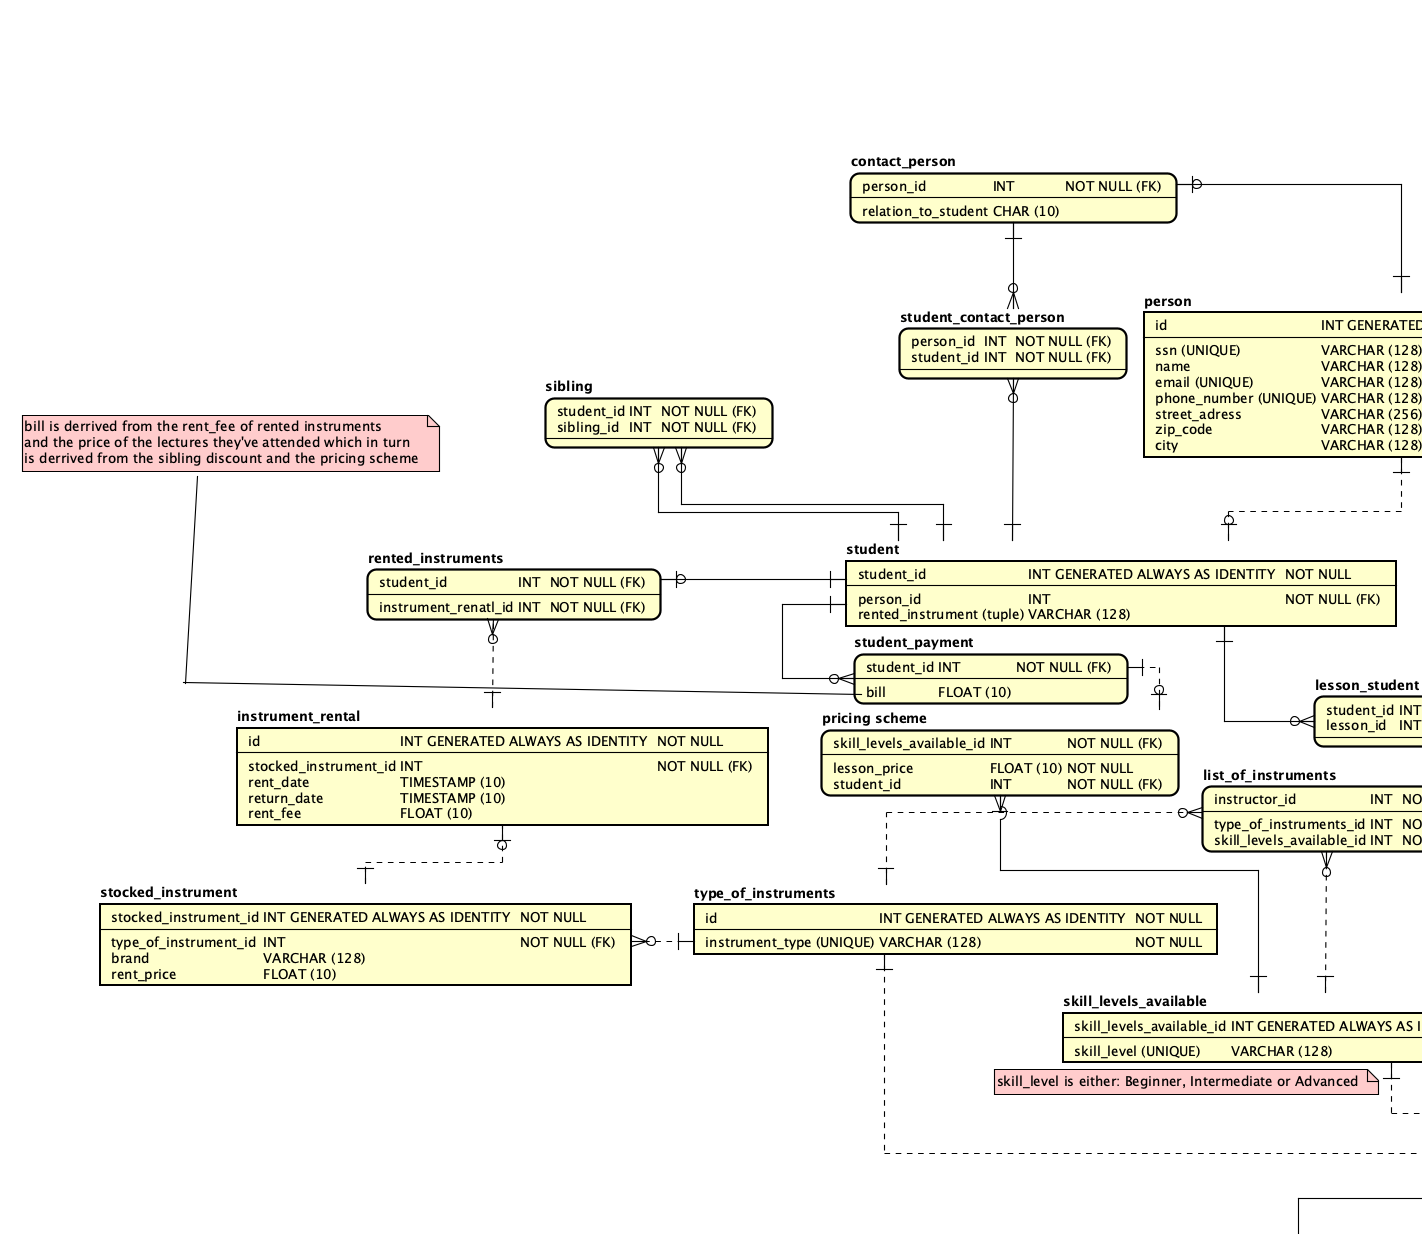 contact_person
person_id INT NOT NULL (FK)
relation_to_student CHAR (10)
person
id INT GENERATED
ssn (UNIQUE) VARCHAR (128)
name VARCHAR (128)
email (UNIQUE) VARCHAR (128)
phone_number (UNIQUE) VARCHAR (128)
street_adress VARCHAR (256)
zip_code VARCHAR (128)
city VARCHAR (128)
student_contact_person
person_id INT NOT NULL (FK)
student_id INT NOT NULL (FK)
sibling
student_id INT NOT NULL (FK)
sibling_id INT NOT NULL (FK)
bill is derrived from the rent_fee of rented instruments
and the price of the lectures they've attended which in turn
is derrived from the sibling discount and the pricing scheme
rented_instruments
student_id INT NOT NULL (FK)
instrument_renatl_id INT NOT NULL (FK)
student
student_id INT GENERATED ALWAYS AS IDENTITY NOT NULL
person_id INT NOT NULL (FK)
rented_instrument (tuple) VARCHAR (128)
student_payment
student_id INT NOT NULL (FK)
bill FLOAT (10)
lesson_student
student_id INT
lesson_id INT
instrument_rental
id INT GENERATED ALWAYS AS IDENTITY NOT NULL
stocked_instrument_id INT NOT NULL (FK)
rent_date TIMESTAMP (10)
return_date TIMESTAMP (10)
rent_fee FLOAT (10)
pricing scheme
skill_levels_available_id INT NOT NULL (FK)
lesson_price FLOAT (10) NOT NULL
student_id INT NOT NULL (FK)
list_of_instruments
instructor_id INT NO
type_of_instruments_id INT NO
skill_levels_available_id INT NO
stocked_instrument
stocked_instrument_id INT GENERATED ALWAYS AS IDENTITY NOT NULL
type_of_instrument_id INT NOT NULL (FK)
brand VARCHAR (128)
rent_price FLOAT (10)
type_of_instruments
id INT GENERATED ALWAYS AS IDENTITY NOT NULL
instrument_type (UNIQUE) VARCHAR (128) NOT NULL
skill_levels_available
skill_levels_available_id INT GENERATED ALWAYS AS I
skill_level (UNIQUE) VARCHAR (128)
skill_level is either: Beginner, Intermediate or Advanced